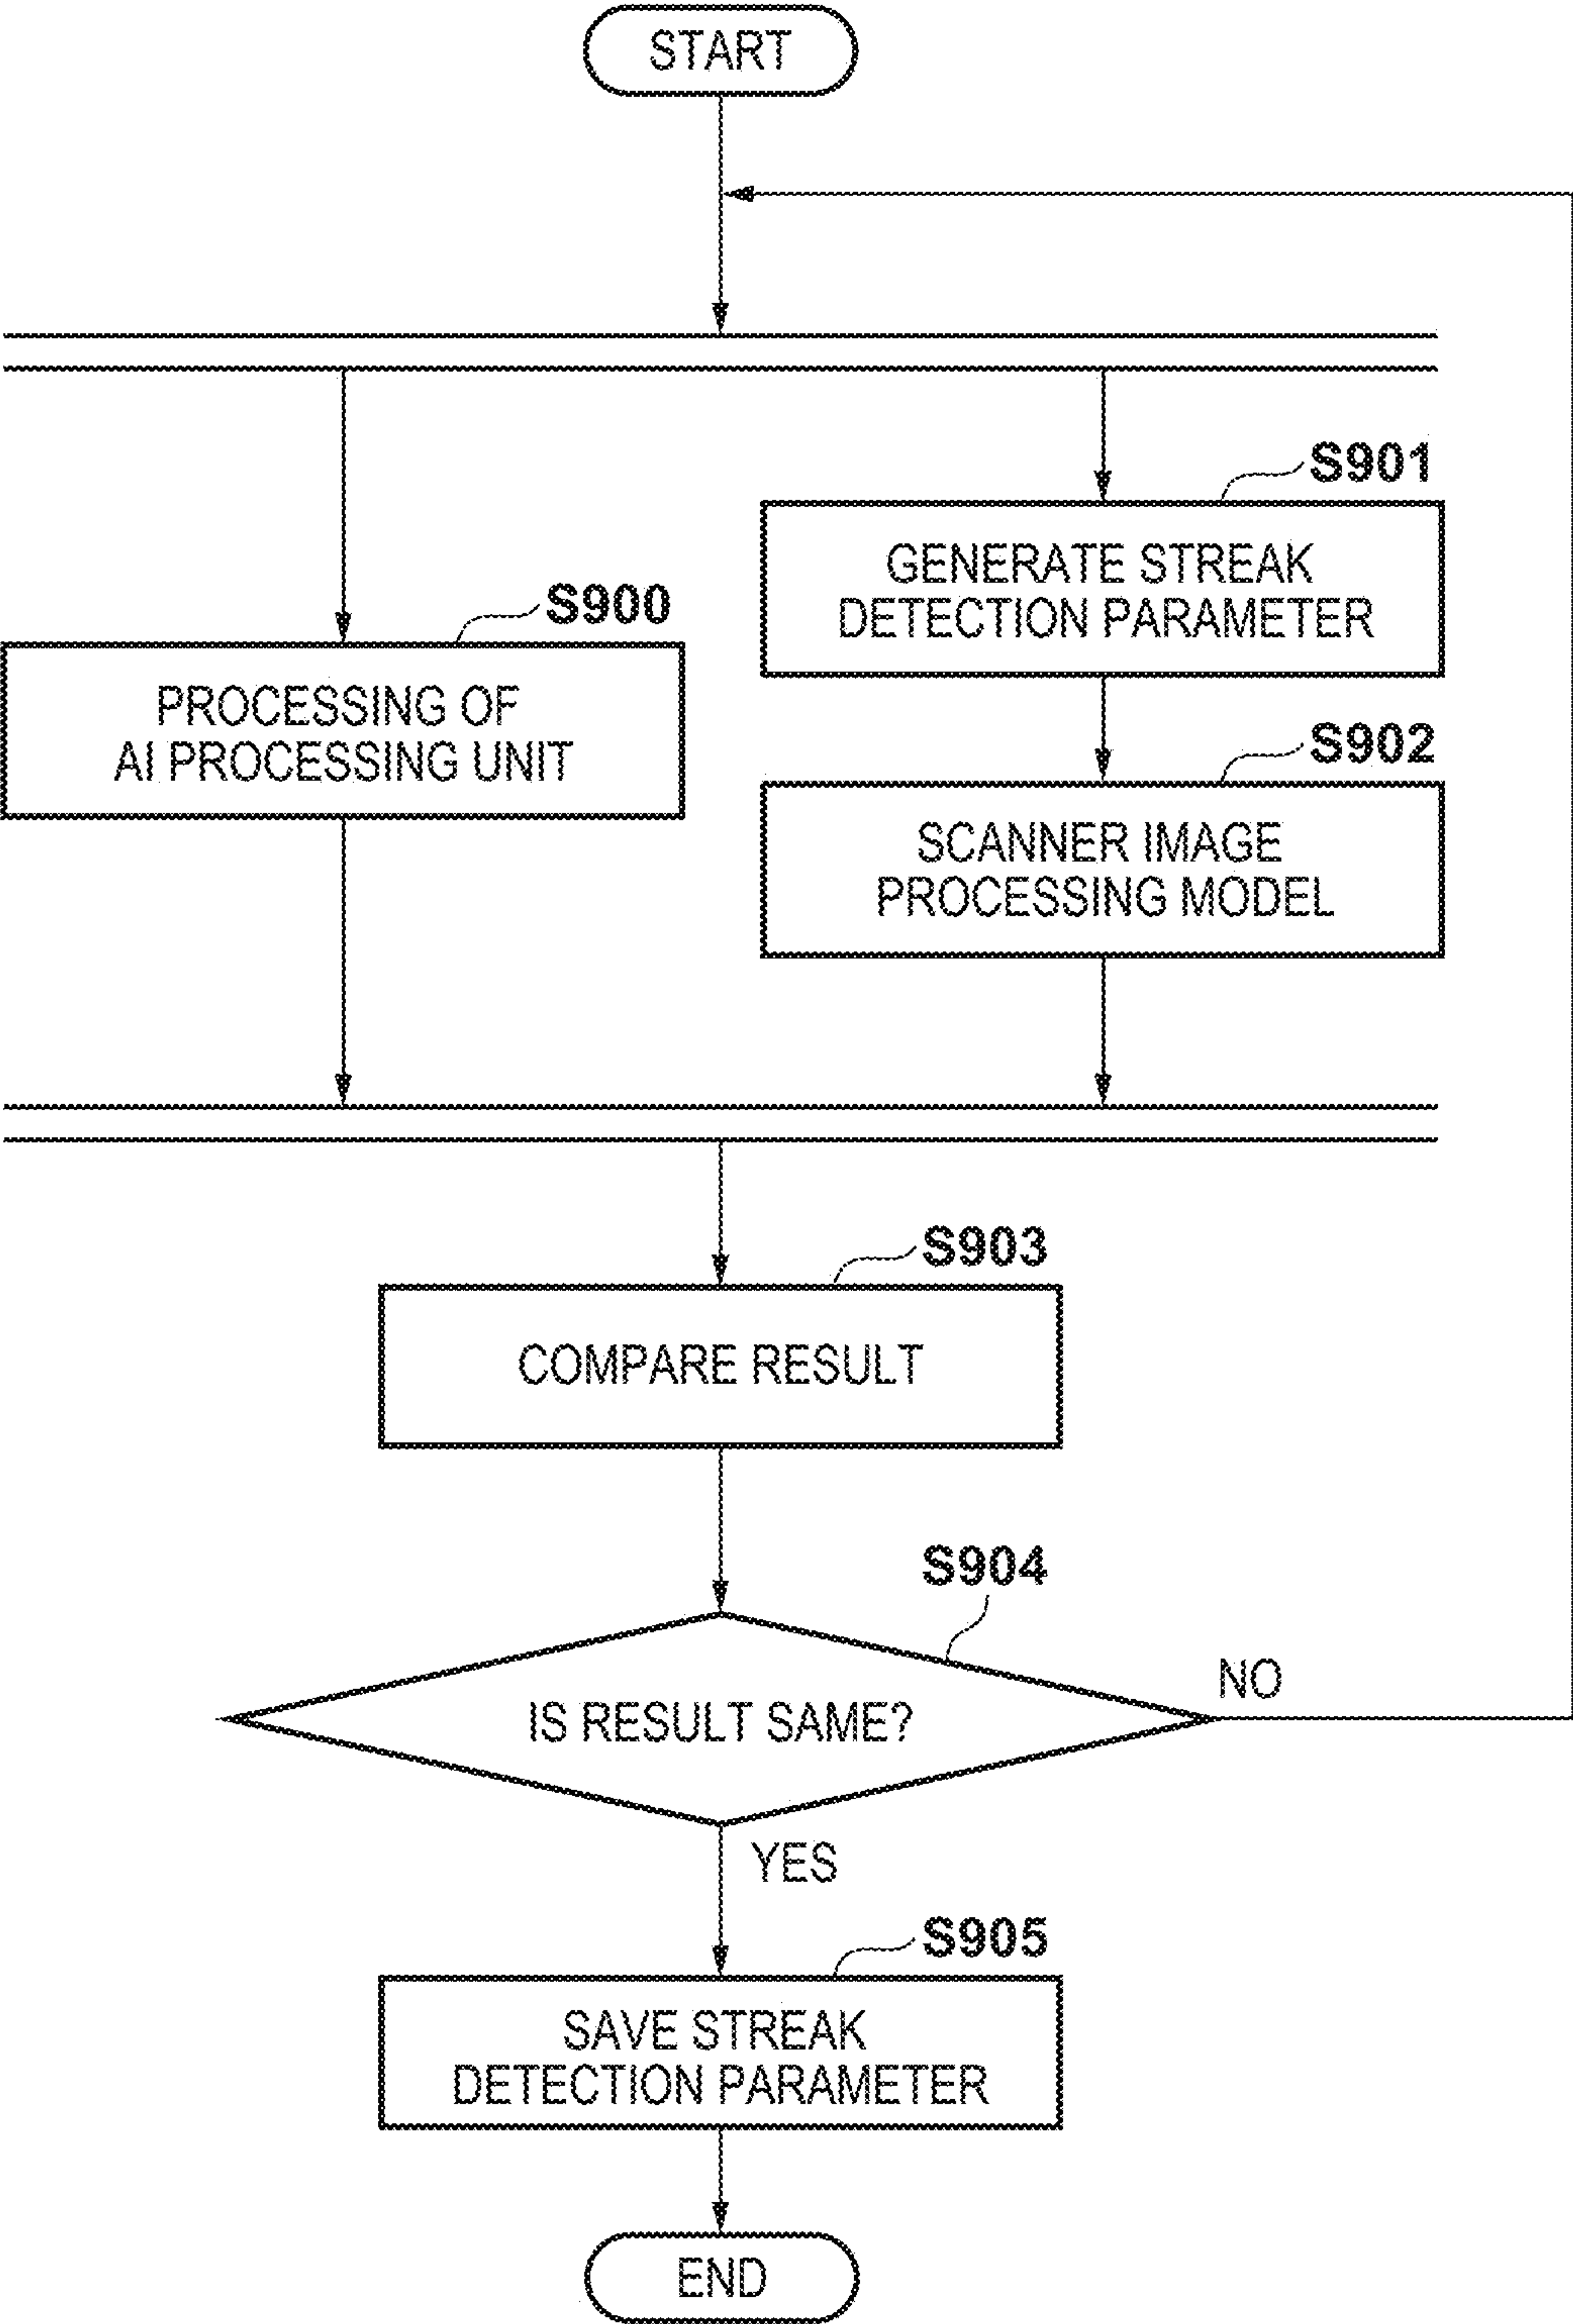 START
S901
GENERATE STREAK
DETECTION PARAMETER
S900
PROCESSING OF
AI PROCESSING UNIT
S902
SCANNER IMAGE
PROCESSING MODEL
S903
COMPARE RESULT
S904
IS RESULT SAME?
NO
YES
S905
SAVE STREAK
DETECTION PARAMETER
END